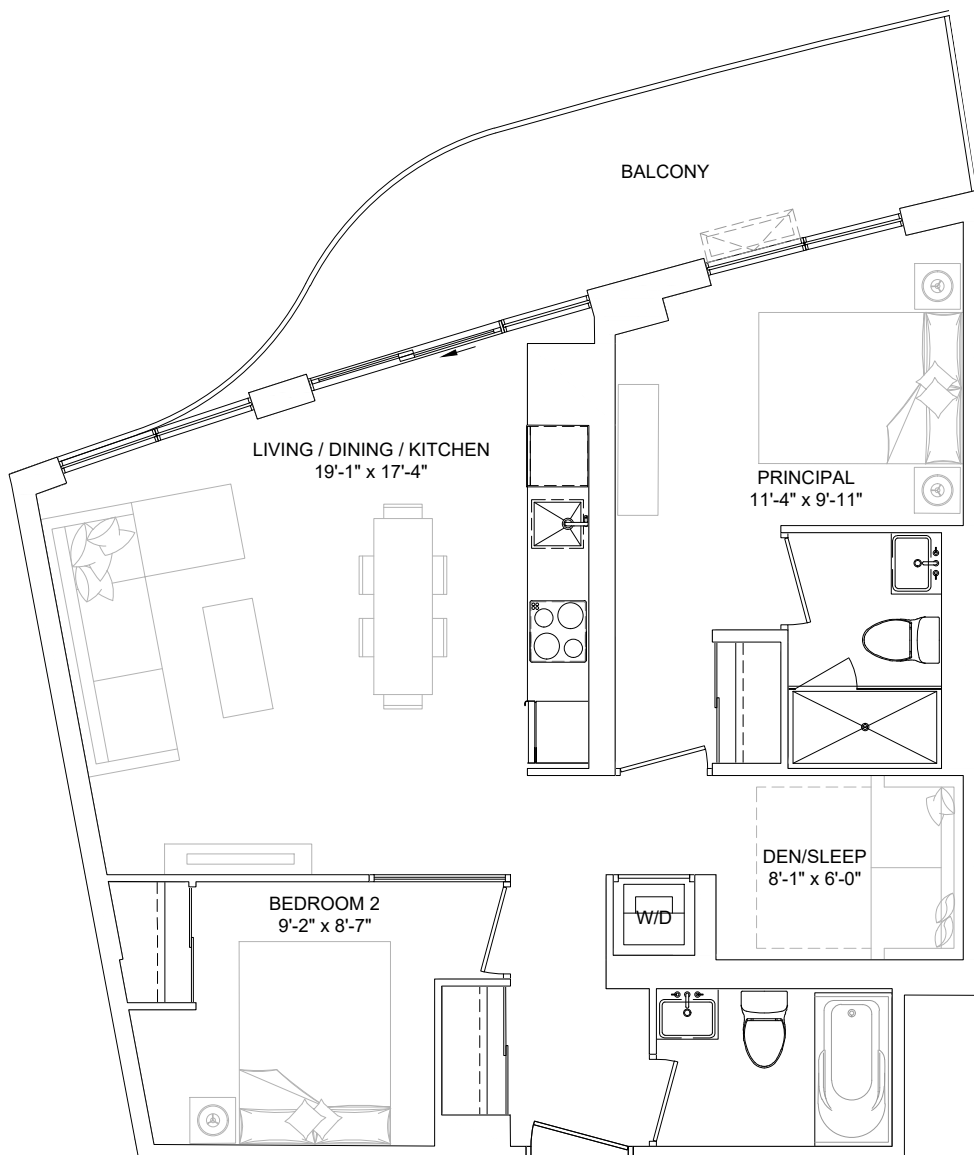 BALCONY
LIVING / DINING / KITCHEN
19'-1" x 17'-4"
PRINCIPAL
11'-4" x 9'-11"
DEN/SLEEP
8'-1" x 6'-0"
BEDROOM 2
9'-2" x 8'-7"
W/D